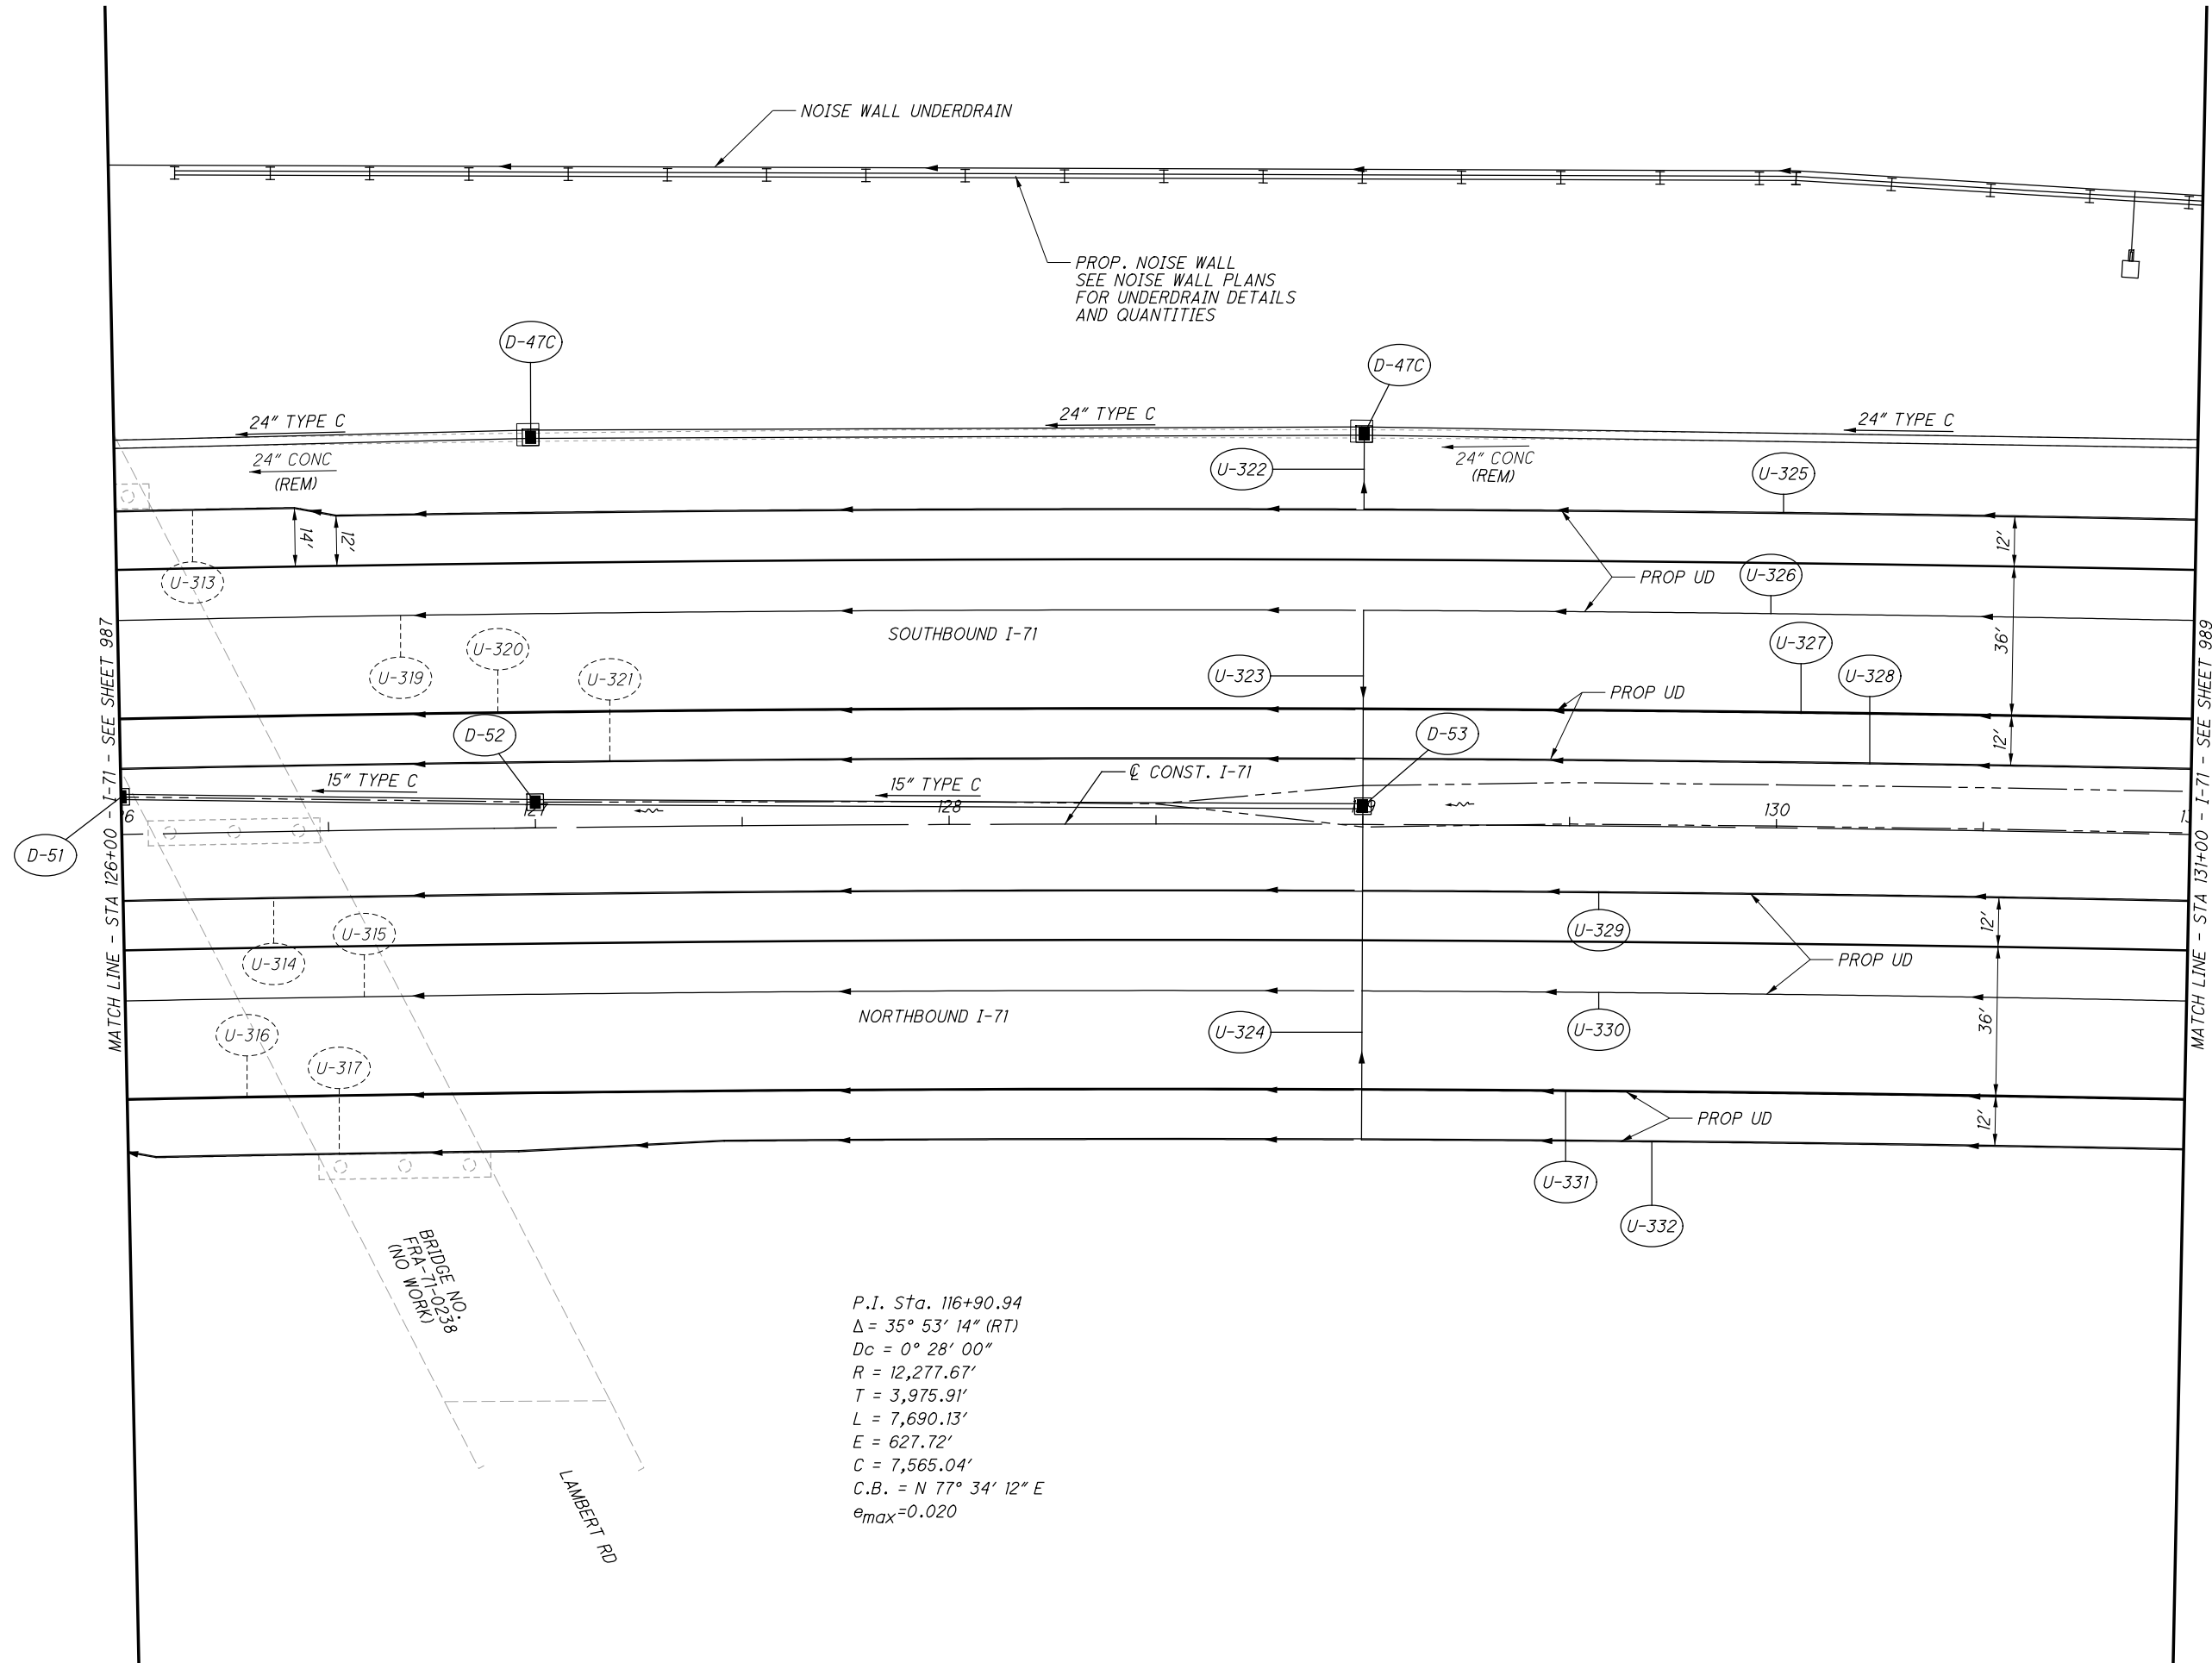 NOISE WALL UNDERDRAIN
PROP. NOISE WALL
SEE NOISE WALL PLANS
FOR UNDERDRAIN DETAILS
AND QUANTITIES
D-47C
D-47C
24" TYPE C
24" TYPE C
24" TYPE C
24" CONC
(REM)
24" CONC
(REM)
U-322
U-325
14'
12'
12'
U-313
PROP UD
U-326
SOUTHBOUND I-71
36'
U-319
U-320
U-321
U-323
U-327
U-328
PROP UD
D-52
D-53
12'
15" TYPE C
15" TYPE C
℄ CONST. I-71
128
130
D-51
MATCH LINE - STA 126+00 - I-71 - SEE SHEET 987
MATCH LINE - STA 131+00 - I-71 - SEE SHEET 989
U-314
U-315
U-329
12'
PROP UD
NORTHBOUND I-71
U-316
U-317
U-324
U-330
36'
PROP UD
12'
U-331
U-332
BRIDGE NO.
FRA-71-0238
(NO WORK)
LAMBERT RD
P.I. Sta. 116+90.94
Δ = 35° 53' 14" (RT)
Dc = 0° 28' 00"
R = 12,277.67'
T = 3,975.91'
L = 7,690.13'
E = 627.72'
C = 7,565.04'
C.B. = N 77° 34' 12" E
emax=0.020